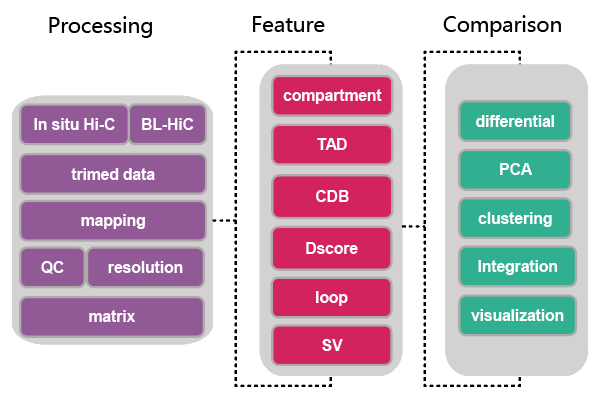 Processing
In situ Hi-C
BL-HiC
trimed data
mapping
QC
resolution
matrix
Feature
compartment
TAD
CDB
Dscore
loop
SV
Comparison
differential
PCA
clustering
Integration
visualization